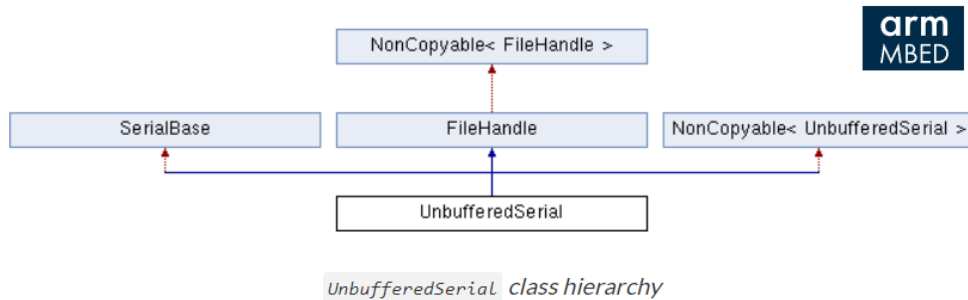 arm
MBED
NonCopyable< FileHandle >
SerialBase
FileHandle
NonCopyable< UnbufferedSerial >
UnbufferedSerial
UnbufferedSerial class hierarchy